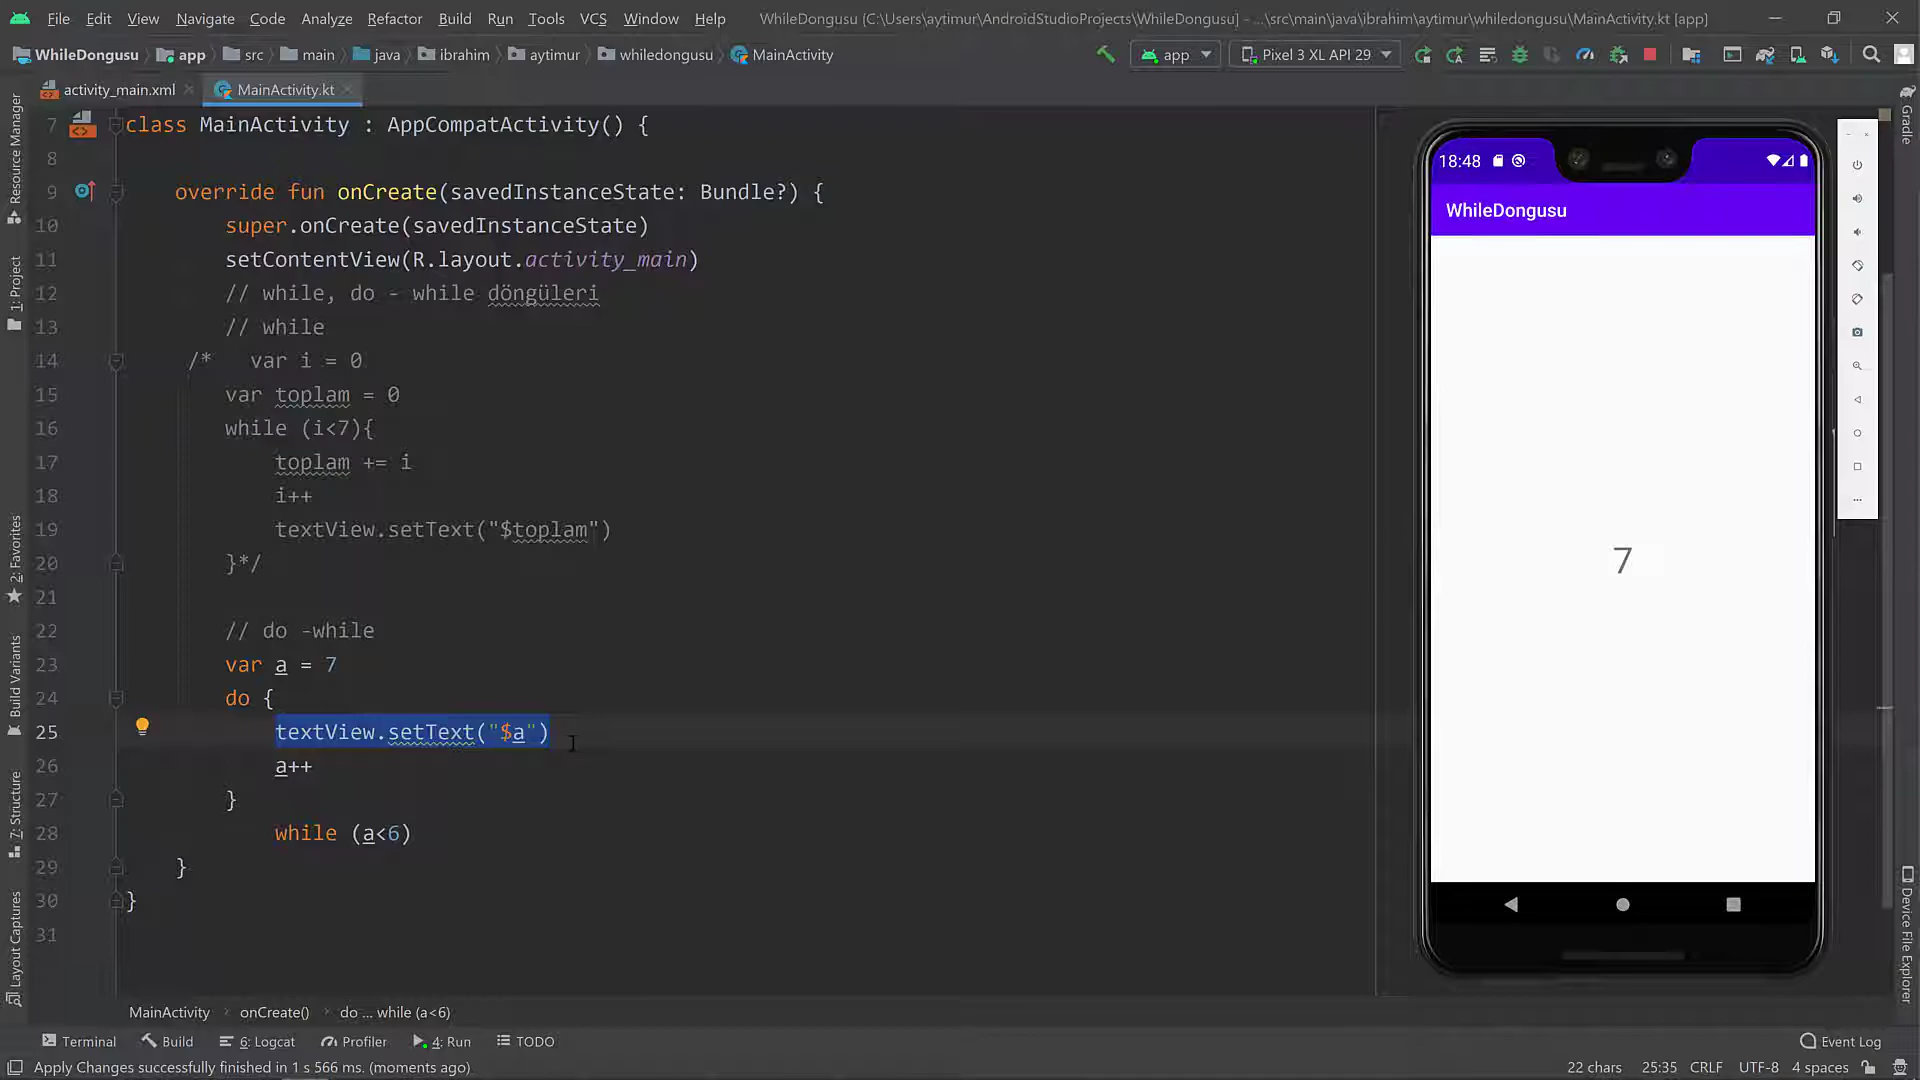 File Edit View Navigate Code Analyze Refactor Build Run Tools VCS Window Help WhileDongusu [C:\Users\aytimur\AndroidStudioProjects\WhileDongusu] - ...\src\main\java\ibrahim\aytimur\whiledongusu\MainActivity.kt [app]
WhileDongusu app src main java ibrahim aytimur whiledongusu MainActivity app Pixel 3 XL API 29
activity_main.xml MainActivity.kt
7 class MainActivity : AppCompatActivity() {
8
9 override fun onCreate(savedInstanceState: Bundle?) {
10 super.onCreate(savedInstanceState)
11 setContentView(R.layout.activity_main)
12 // while, do - while döngüleri
13 // while
14 /* var i = 0
15 var toplam = 0
16 while (i<7){
17 toplam += i
18 i++
19 textView.setText("$toplam")
20 }*/
21
22 // do -while
23 var a = 7
24 do {
25 textView.setText("$a")
26 a++
27 }
28 while (a<6)
29 }
30 }
31
Resource Manager
1: Project
2: Favorites
Build Variants
7: Structure
Layout Captures
18:48
WhileDongusu
7
Gradle
Device File Explorer
MainActivity onCreate() do ... while (a<6)
Terminal Build 6: Logcat Profiler 4: Run TODO Event Log
Apply Changes successfully finished in 1 s 566 ms. (moments ago) 22 chars 25:35 CRLF UTF-8 4 spaces